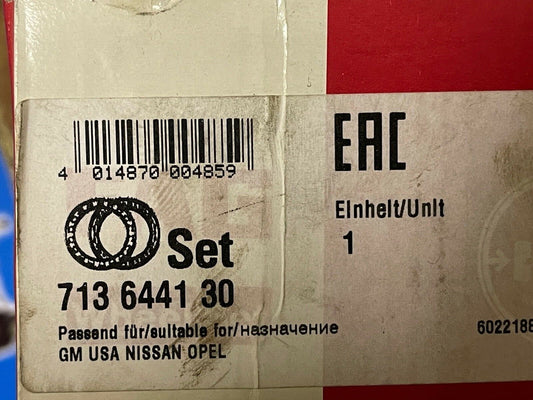 4 014870 004859
EAC
Set
Einheit/Unit
1
713 6441 30
Passend für/suitable for/назначение
GM USA NISSAN OPEL